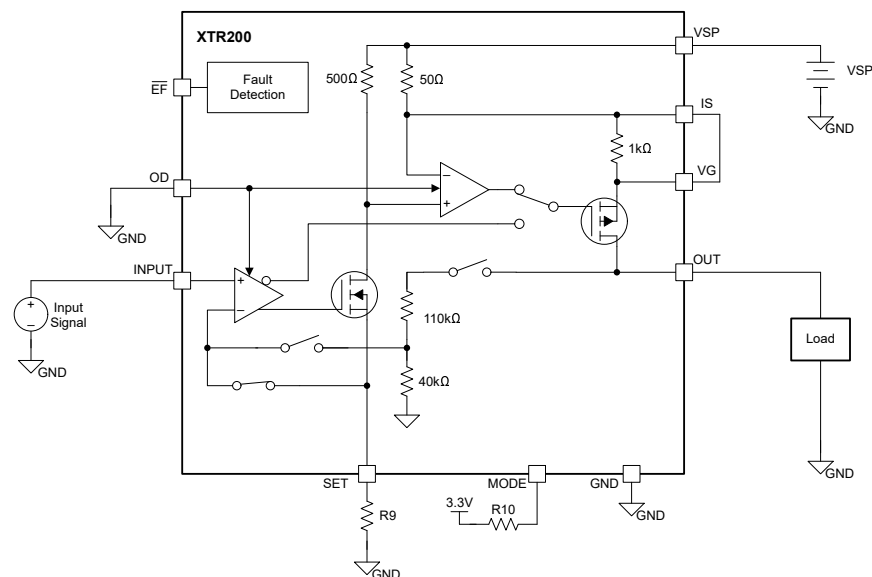 XTR200
VSP
500Ω
50Ω
EF
Fault
Detection
VSP
GND
IS
1kΩ
VG
−
+
OD
GND
INPUT
+
−
OUT
+
−
Input
Signal
GND
110kΩ
40kΩ
Load
GND
SET
MODE
GND
R9
3.3V
R10
GND
GND